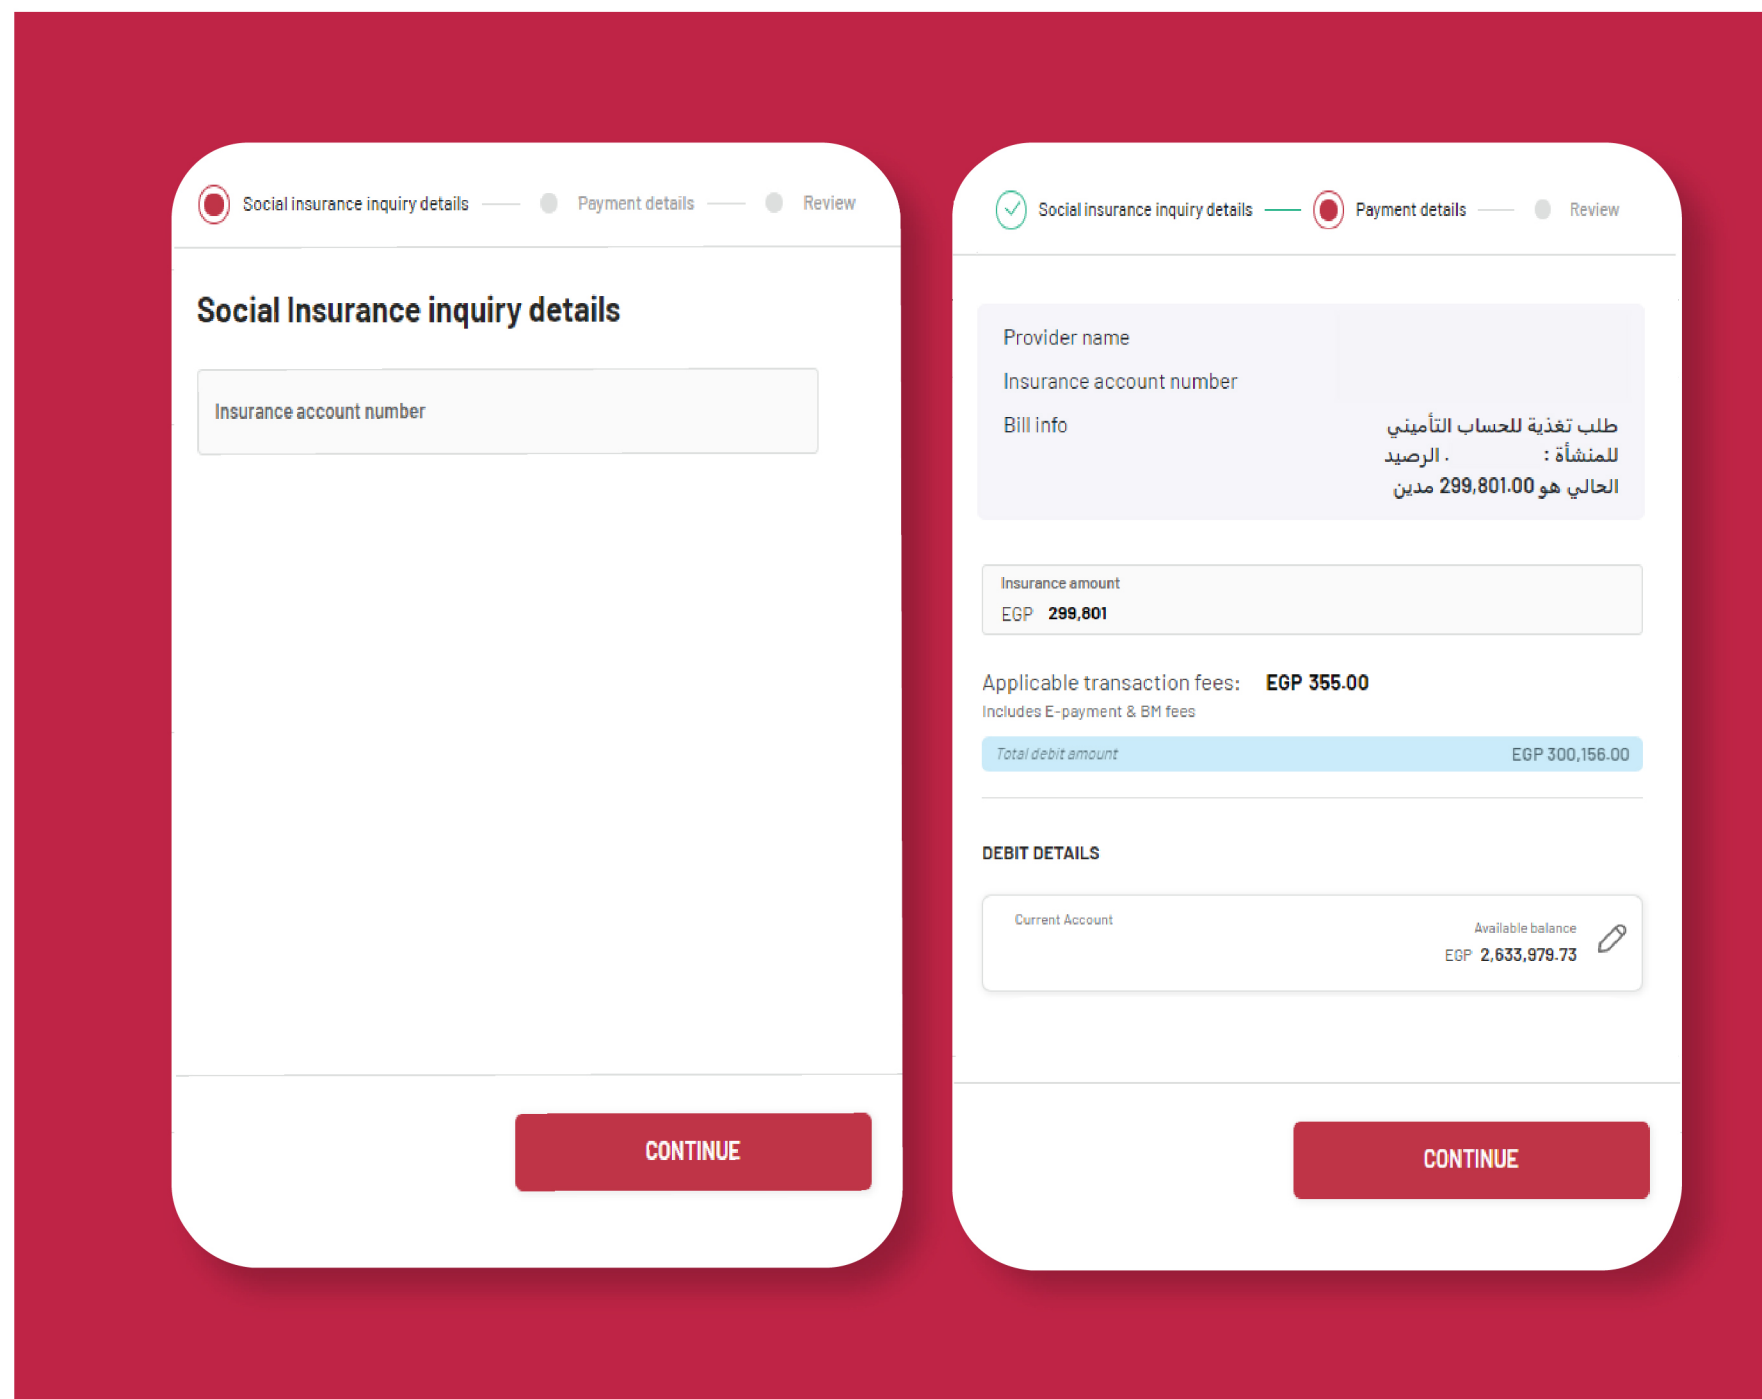 Social insurance inquiry details
Payment details
Review
Social Insurance inquiry details
Insurance account number
CONTINUE
Social insurance inquiry details
Payment details
Review
Provider name
Insurance account number
Bill info
طلب تغذية للحساب التأميني
للمنشأة : . الرصيد
الحالي هو 299,801.00 مدين
Insurance amount
EGP 299,801
Applicable transaction fees: EGP 355.00
Includes E-payment & BM fees
Total debit amount EGP 300,156.00
DEBIT DETAILS
Current Account
Available balance
EGP 2,633,979.73
CONTINUE